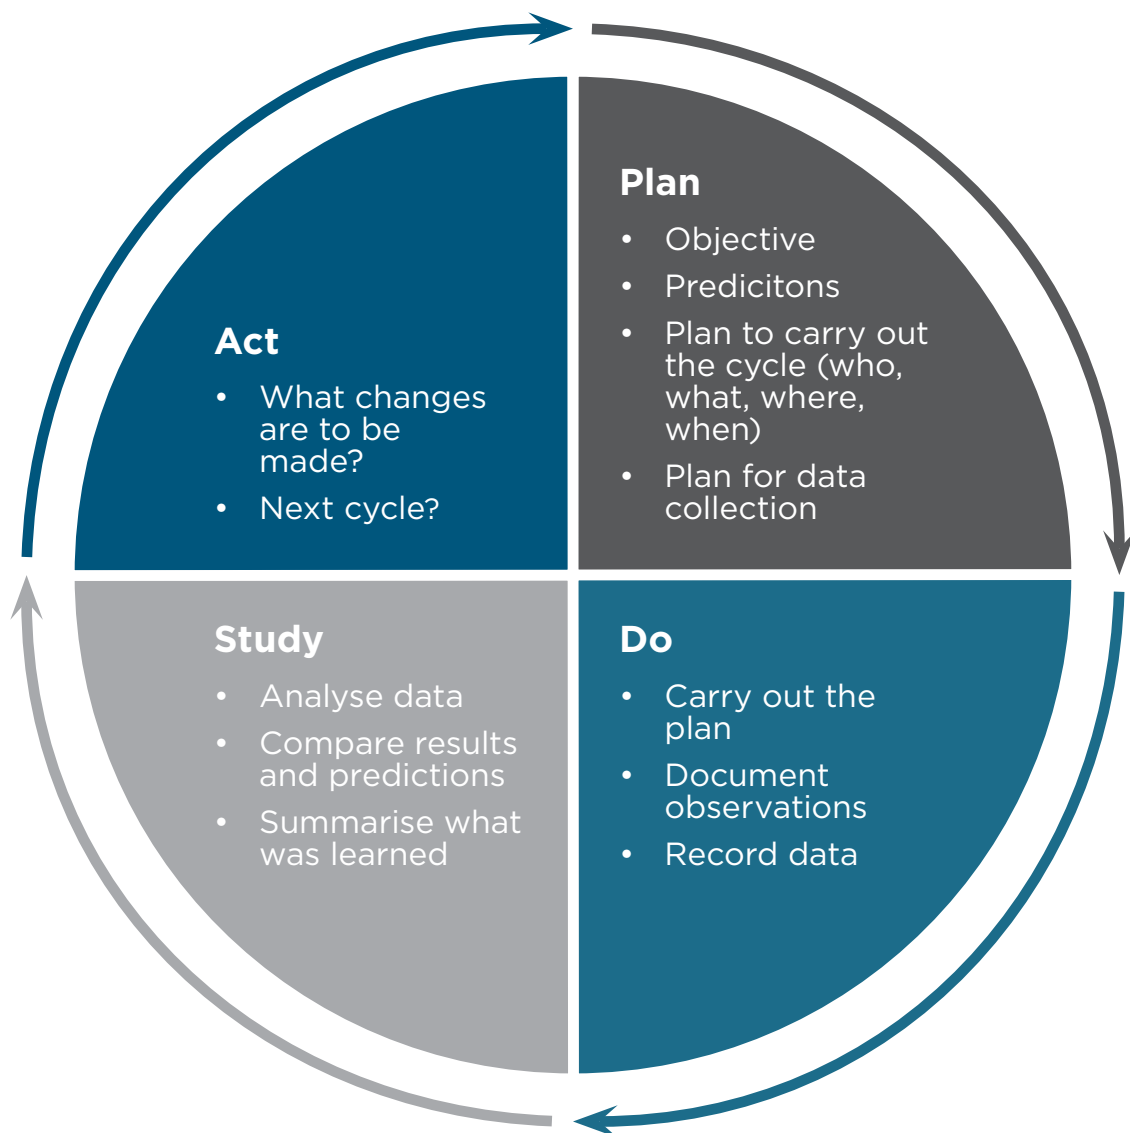 Plan
• Objective
• Predicitons
• Plan to carry out
the cycle (who,
what, where,
when)
• Plan for data
collection
Do
• Carry out the
plan
• Document
observations
• Record data
Study
• Analyse data
• Compare results
and predictions
• Summarise what
was learned
Act
• What changes
are to be
made?
• Next cycle?